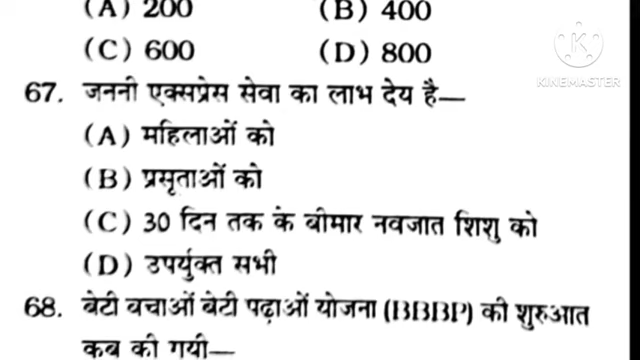 (A) 200 (B) 400
(C) 600 (D) 800
67. जननी एक्सप्रेस सेवा का लाभ देय है—
(A) महिलाओं को
(B) प्रसूताओं को
(C) 30 दिन तक के बीमार नवजात शिशु को
(D) उपर्युक्त सभी
68. बेटी बचाओं बेटी पढ़ाओं योजना (BBBP) की शुरुआत
कब की गयी—
K
KINEMASTER